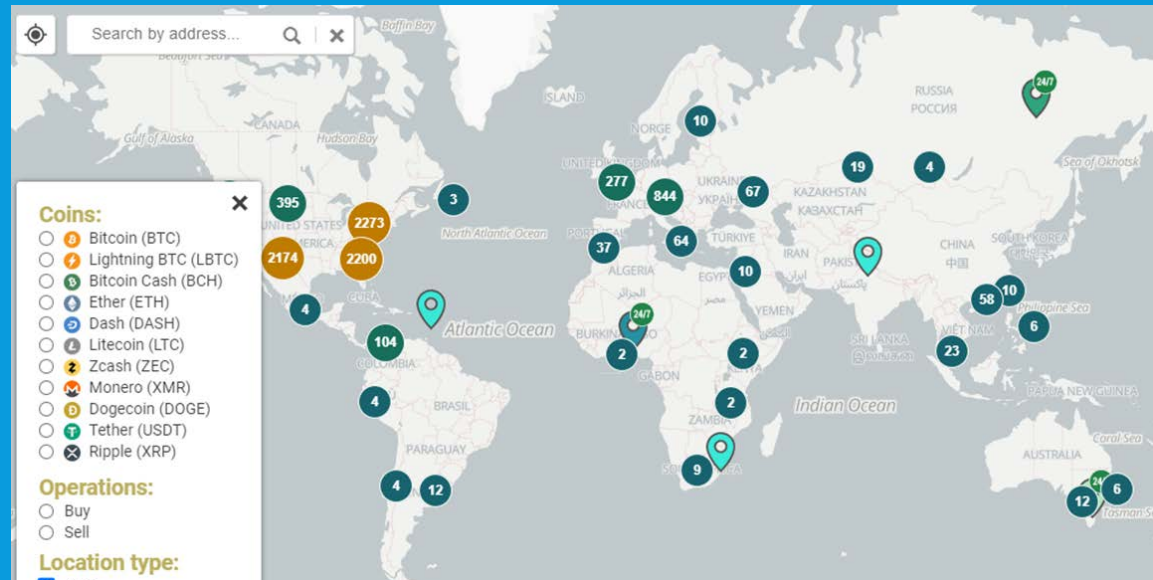 Search by address...
Baffin Bay
Beaufort Sea
24/7
RUSSIA
РОССИЯ
ISLAND
Gulf of Alaska
CANADA
Hudson Bay
10
NORGE
UNITED KINGDOM
Sea of Okhotsk
19
4
277
UKRAINE
67
395
3
844
KAZAKHSTAN
КАЗАХСТАН
FRANCE
2273
UNITED STATES
North Atlantic Ocean
37
64
TÜRKIYE
CHINA
中国
SOUTH KOREA
2174
2200
ALGERIA
الجزائر
EGYPT
10
IRAN
ایران
PAKISTAN
پاکستان
4
CUBA
24/7
مصر
YEMEN
58
10
Philippine Sea
Atlantic Ocean
BURKINA
2
2
VIỆT NAM
6
104
COLOMBIA
GABON
SRI LANKA
23
4
BRASIL
2
Indian Ocean
PAPUA NEW GUINEA
ZAMBIA
PARAGUAY
9
AUSTRALIA
Coral Sea
4
12
24
12
6
Tasman
Coins:
Bitcoin (BTC)
Lightning BTC (LBTC)
Bitcoin Cash (BCH)
Ether (ETH)
Dash (DASH)
Litecoin (LTC)
Zcash (ZEC)
Monero (XMR)
Dogecoin (DOGE)
Tether (USDT)
Ripple (XRP)
Operations:
Buy
Sell
Location type: